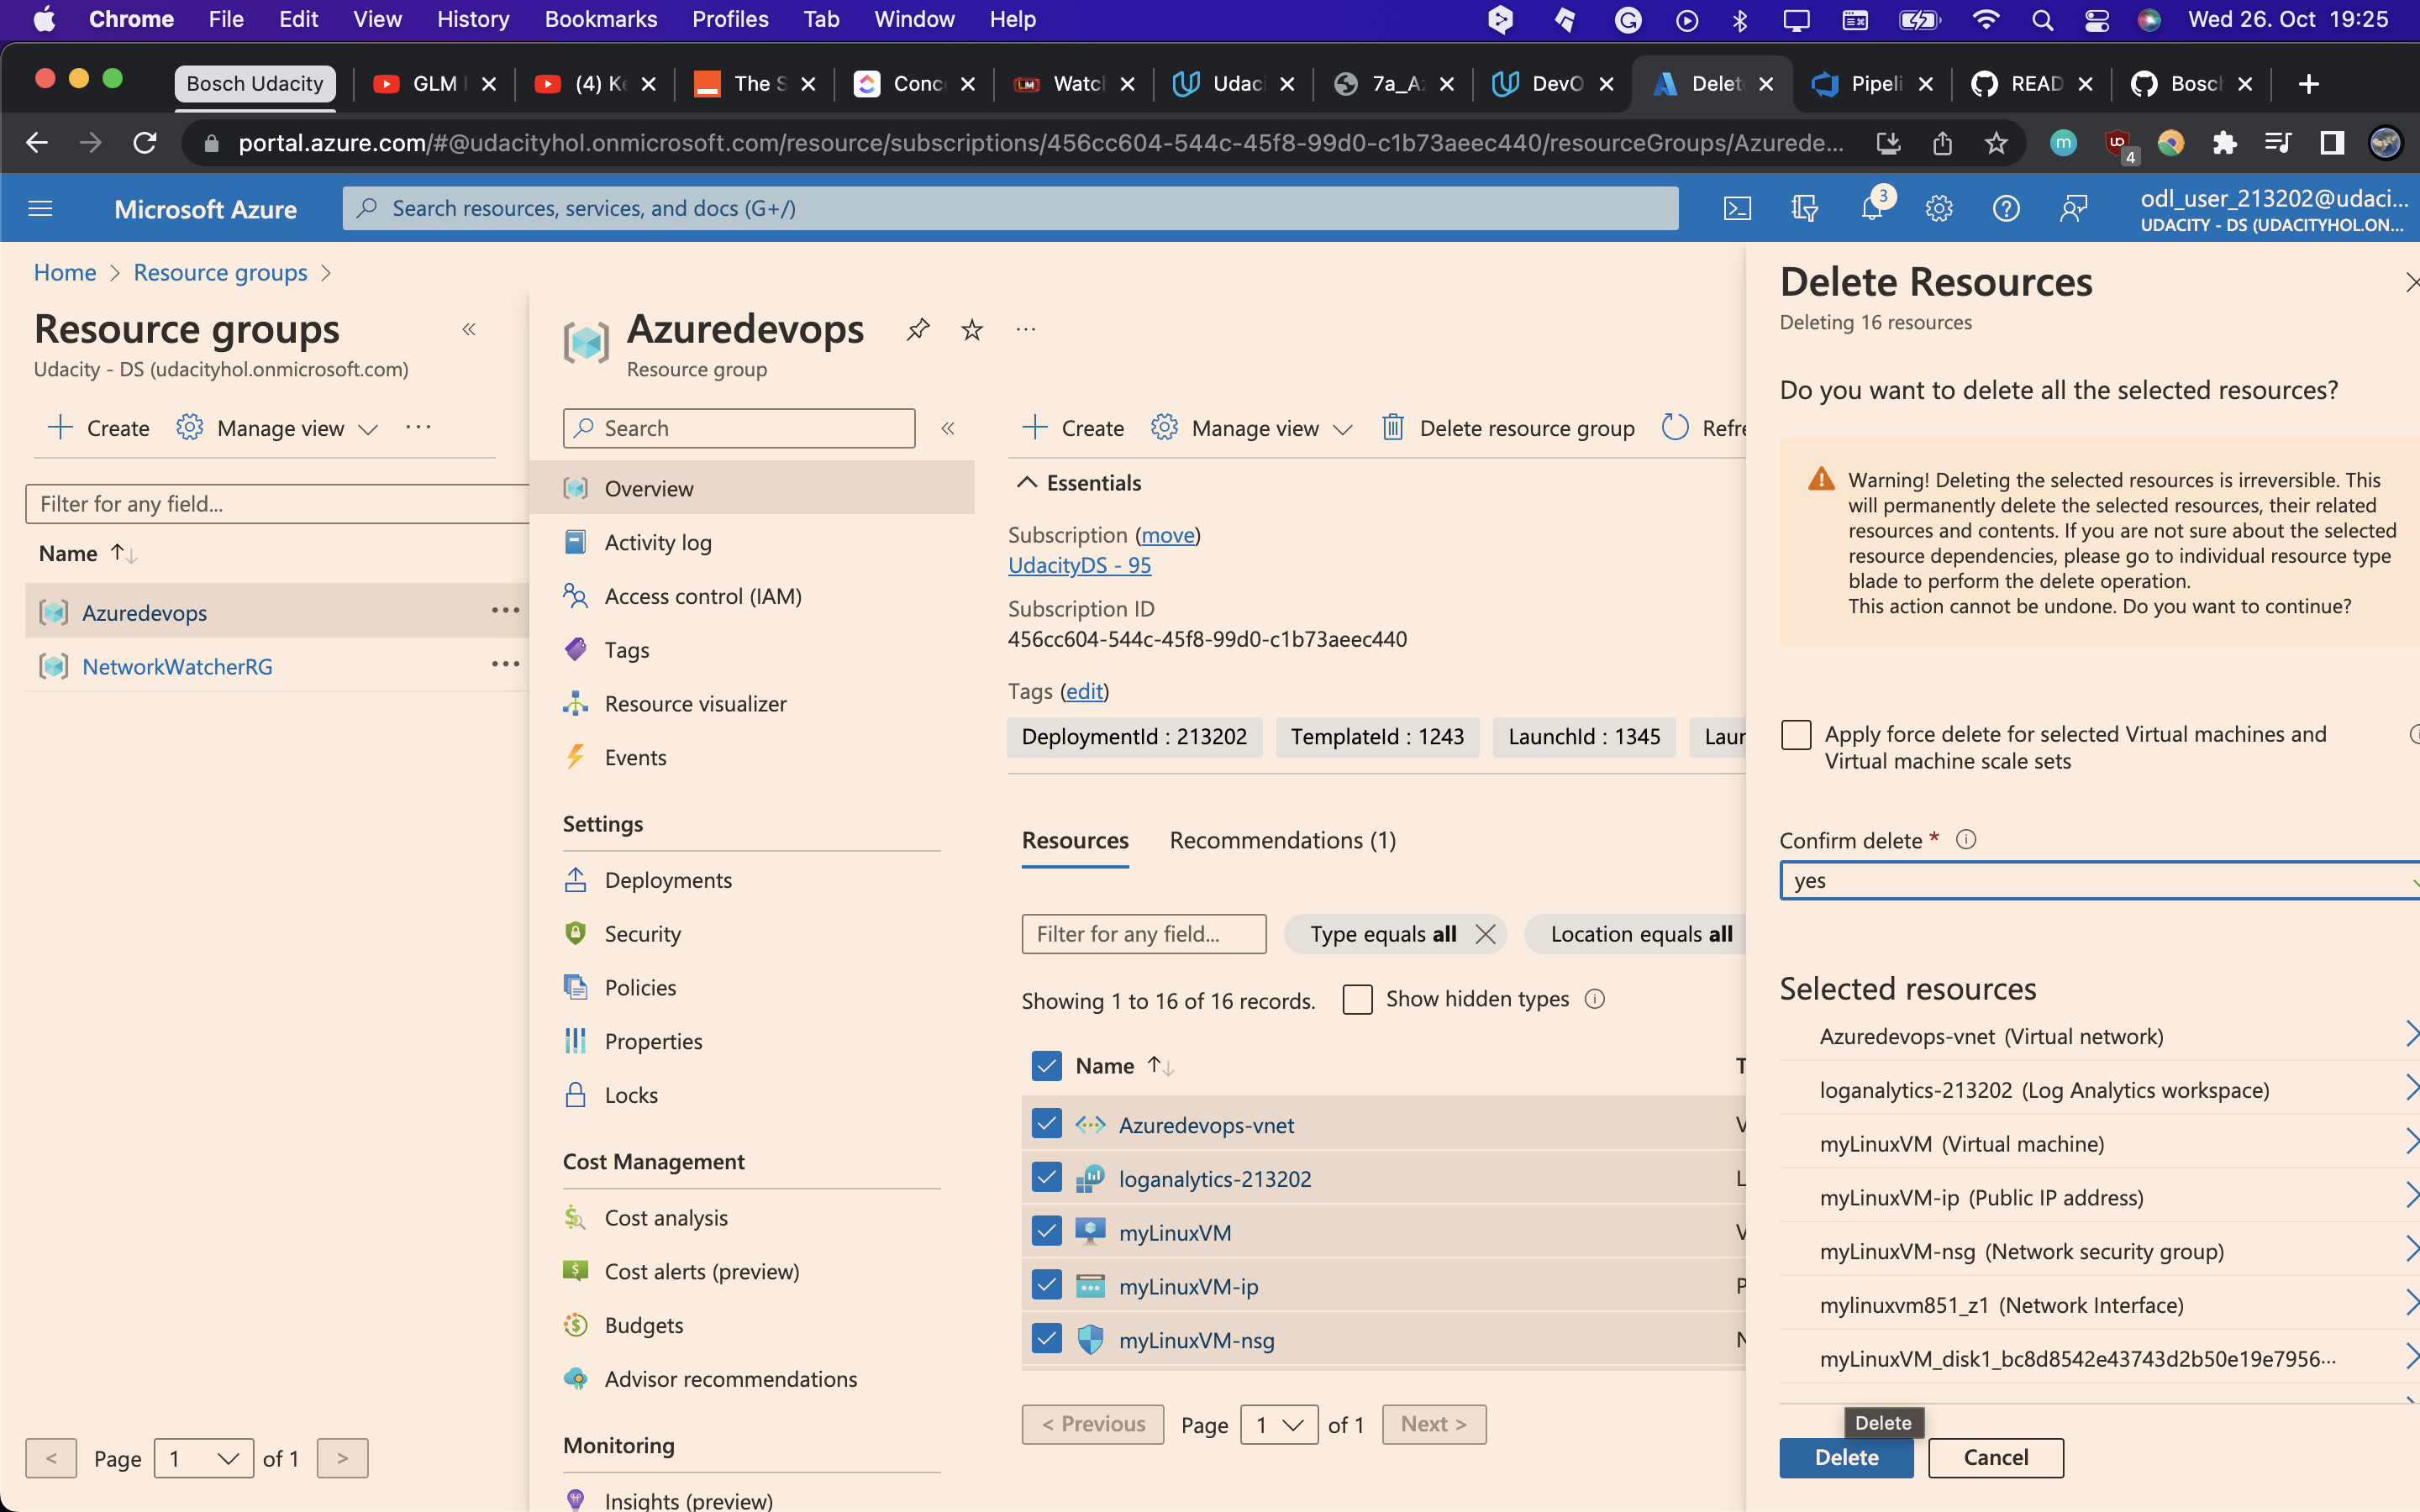 Chrome File Edit View History Bookmarks Profiles Tab Window Help Wed 26. Oct 19:25
Bosch Udacity GLM (4) The S Conc Watc Udac 7a_A DevO Delet Pipeli READ Bosc
portal.azure.com/#@udacityhol.onmicrosoft.com/resource/subscriptions/456cc604-544c-45f8-99d0-c1b73aeec440/resourceGroups/Azurede...
4
Microsoft Azure
Search resources, services, and docs (G+/)
3
odl_user_213202@udaci...
UDACITY - DS (UDACITYHOL.ON...
Home > Resource groups >
Resource groups
Udacity - DS (udacityhol.onmicrosoft.com)
Create Manage view ...
Filter for any field...
Name
Azuredevops ...
NetworkWatcherRG ...
< Page 1 of 1 >
Azuredevops ...
Resource group
Search
Overview
Activity log
Access control (IAM)
Tags
Resource visualizer
Events
Settings
Deployments
Security
Policies
Properties
Locks
Cost Management
Cost analysis
Cost alerts (preview)
Budgets
Advisor recommendations
Monitoring
Insights (preview)
Create Manage view Delete resource group Refre
Essentials
Subscription (move)
UdacityDS - 95
Subscription ID
456cc604-544c-45f8-99d0-c1b73aeec440
Tags (edit)
DeploymentId : 213202 TemplateId : 1243 LaunchId : 1345 Laur
Resources Recommendations (1)
Filter for any field... Type equals all Location equals all
Showing 1 to 16 of 16 records. Show hidden types
Name T
Azuredevops-vnet V
loganalytics-213202 L
myLinuxVM V
myLinuxVM-ip P
myLinuxVM-nsg N
< Previous Page 1 of 1 Next >
Delete Resources
Deleting 16 resources
Do you want to delete all the selected resources?
Warning! Deleting the selected resources is irreversible. This
will permanently delete the selected resources, their related
resources and contents. If you are not sure about the selected
resource dependencies, please go to individual resource type
blade to perform the delete operation.
This action cannot be undone. Do you want to continue?
Apply force delete for selected Virtual machines and
Virtual machine scale sets
Confirm delete *
yes
Selected resources
Azuredevops-vnet (Virtual network)
loganalytics-213202 (Log Analytics workspace)
myLinuxVM (Virtual machine)
myLinuxVM-ip (Public IP address)
myLinuxVM-nsg (Network security group)
mylinuxvm851_z1 (Network Interface)
myLinuxVM_disk1_bc8d8542e43743d2b50e19e7956...
Delete
Delete Cancel